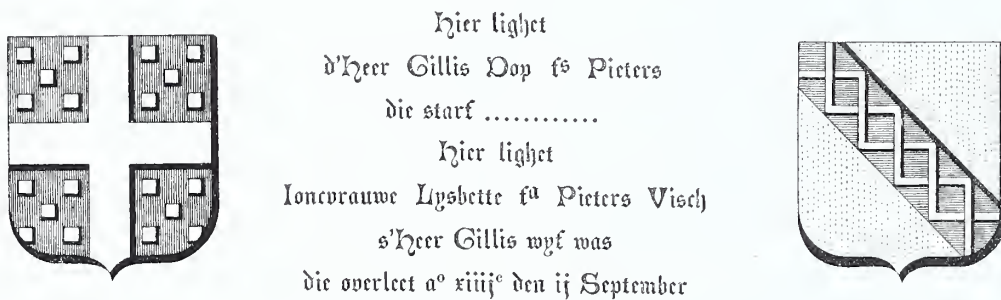 Hier lighet
d'Heer Gillis Dop fˢ Pieters
die starf ............
Hier lighet
Ioncvrauwe Lysbette fᵃ Pieters Visch
s'Heer Gillis wyf was
die overleet aº xiiijᶜ den ij September